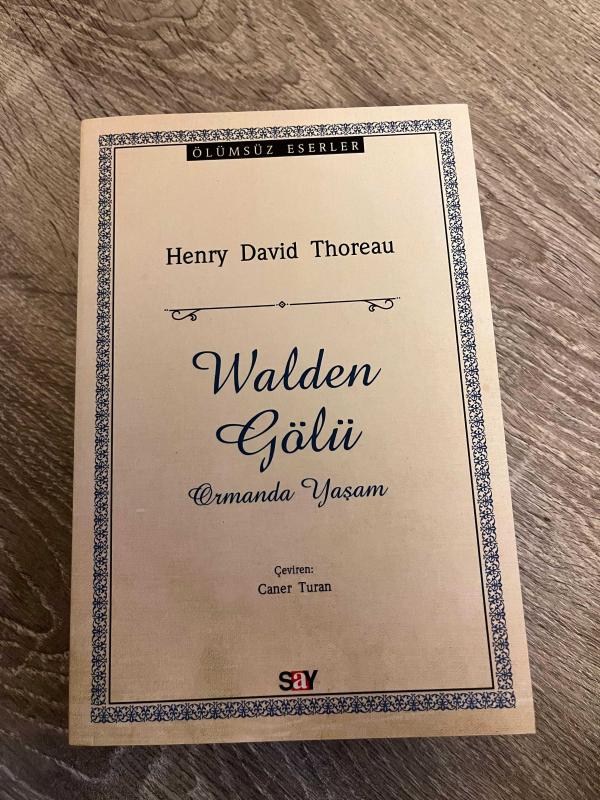 ÖLÜMSÜZ ESERLER
Henry David Thoreau
Walden
Gölü
Ormanda Yaşam
Çeviren:
Caner Turan
SAY